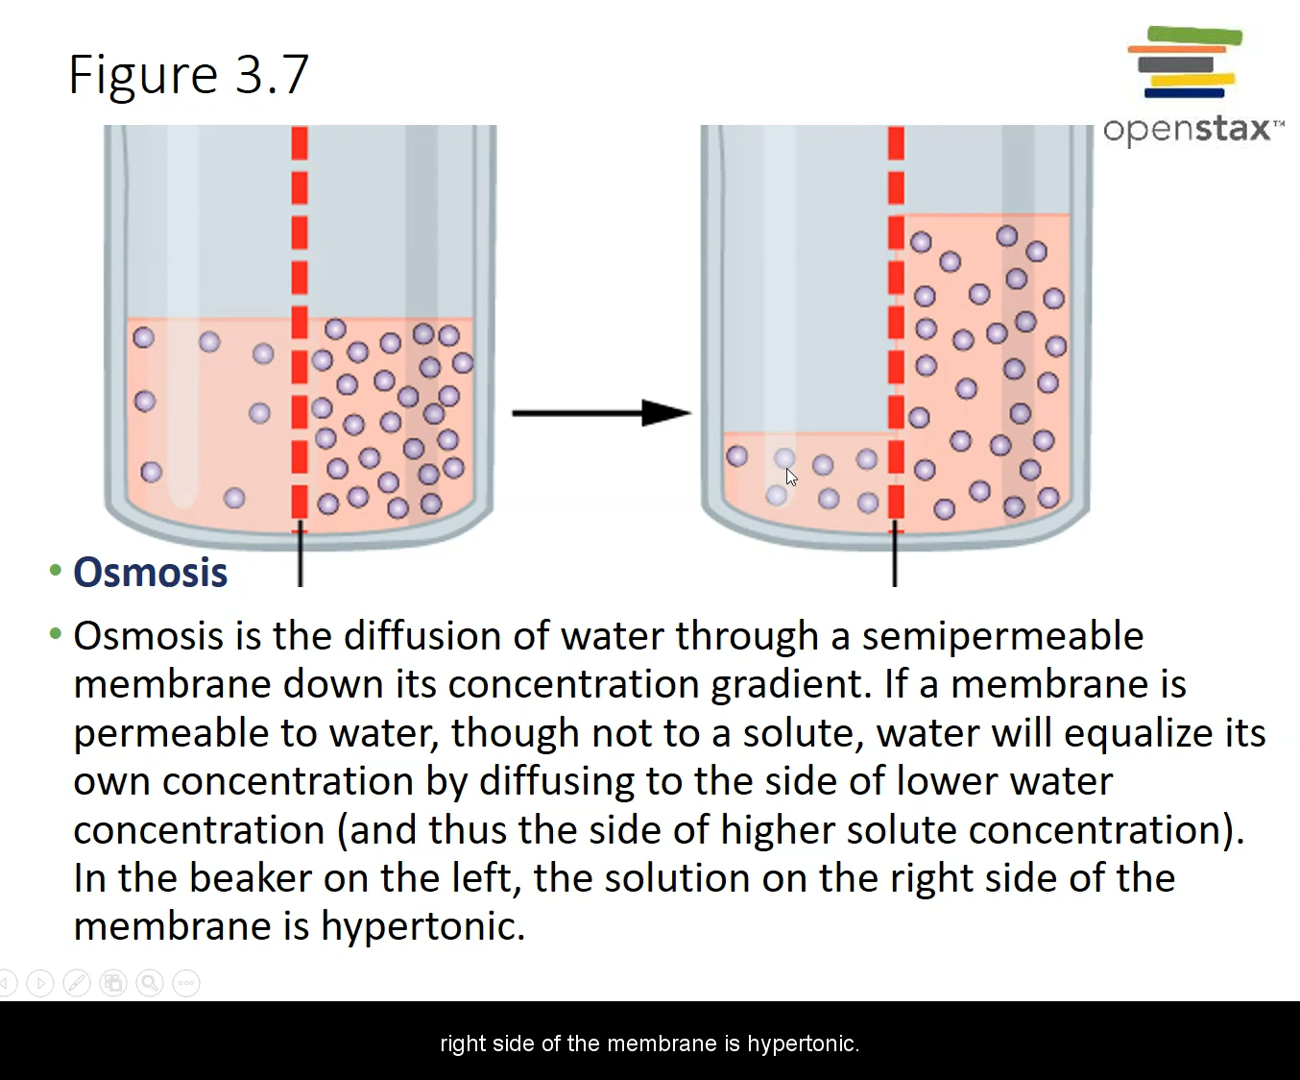 Figure 3.7
openstax™
• Osmosis
• Osmosis is the diffusion of water through a semipermeable
membrane down its concentration gradient. If a membrane is
permeable to water, though not to a solute, water will equalize its
own concentration by diffusing to the side of lower water
concentration (and thus the side of higher solute concentration).
In the beaker on the left, the solution on the right side of the
membrane is hypertonic.
right side of the membrane is hypertonic.